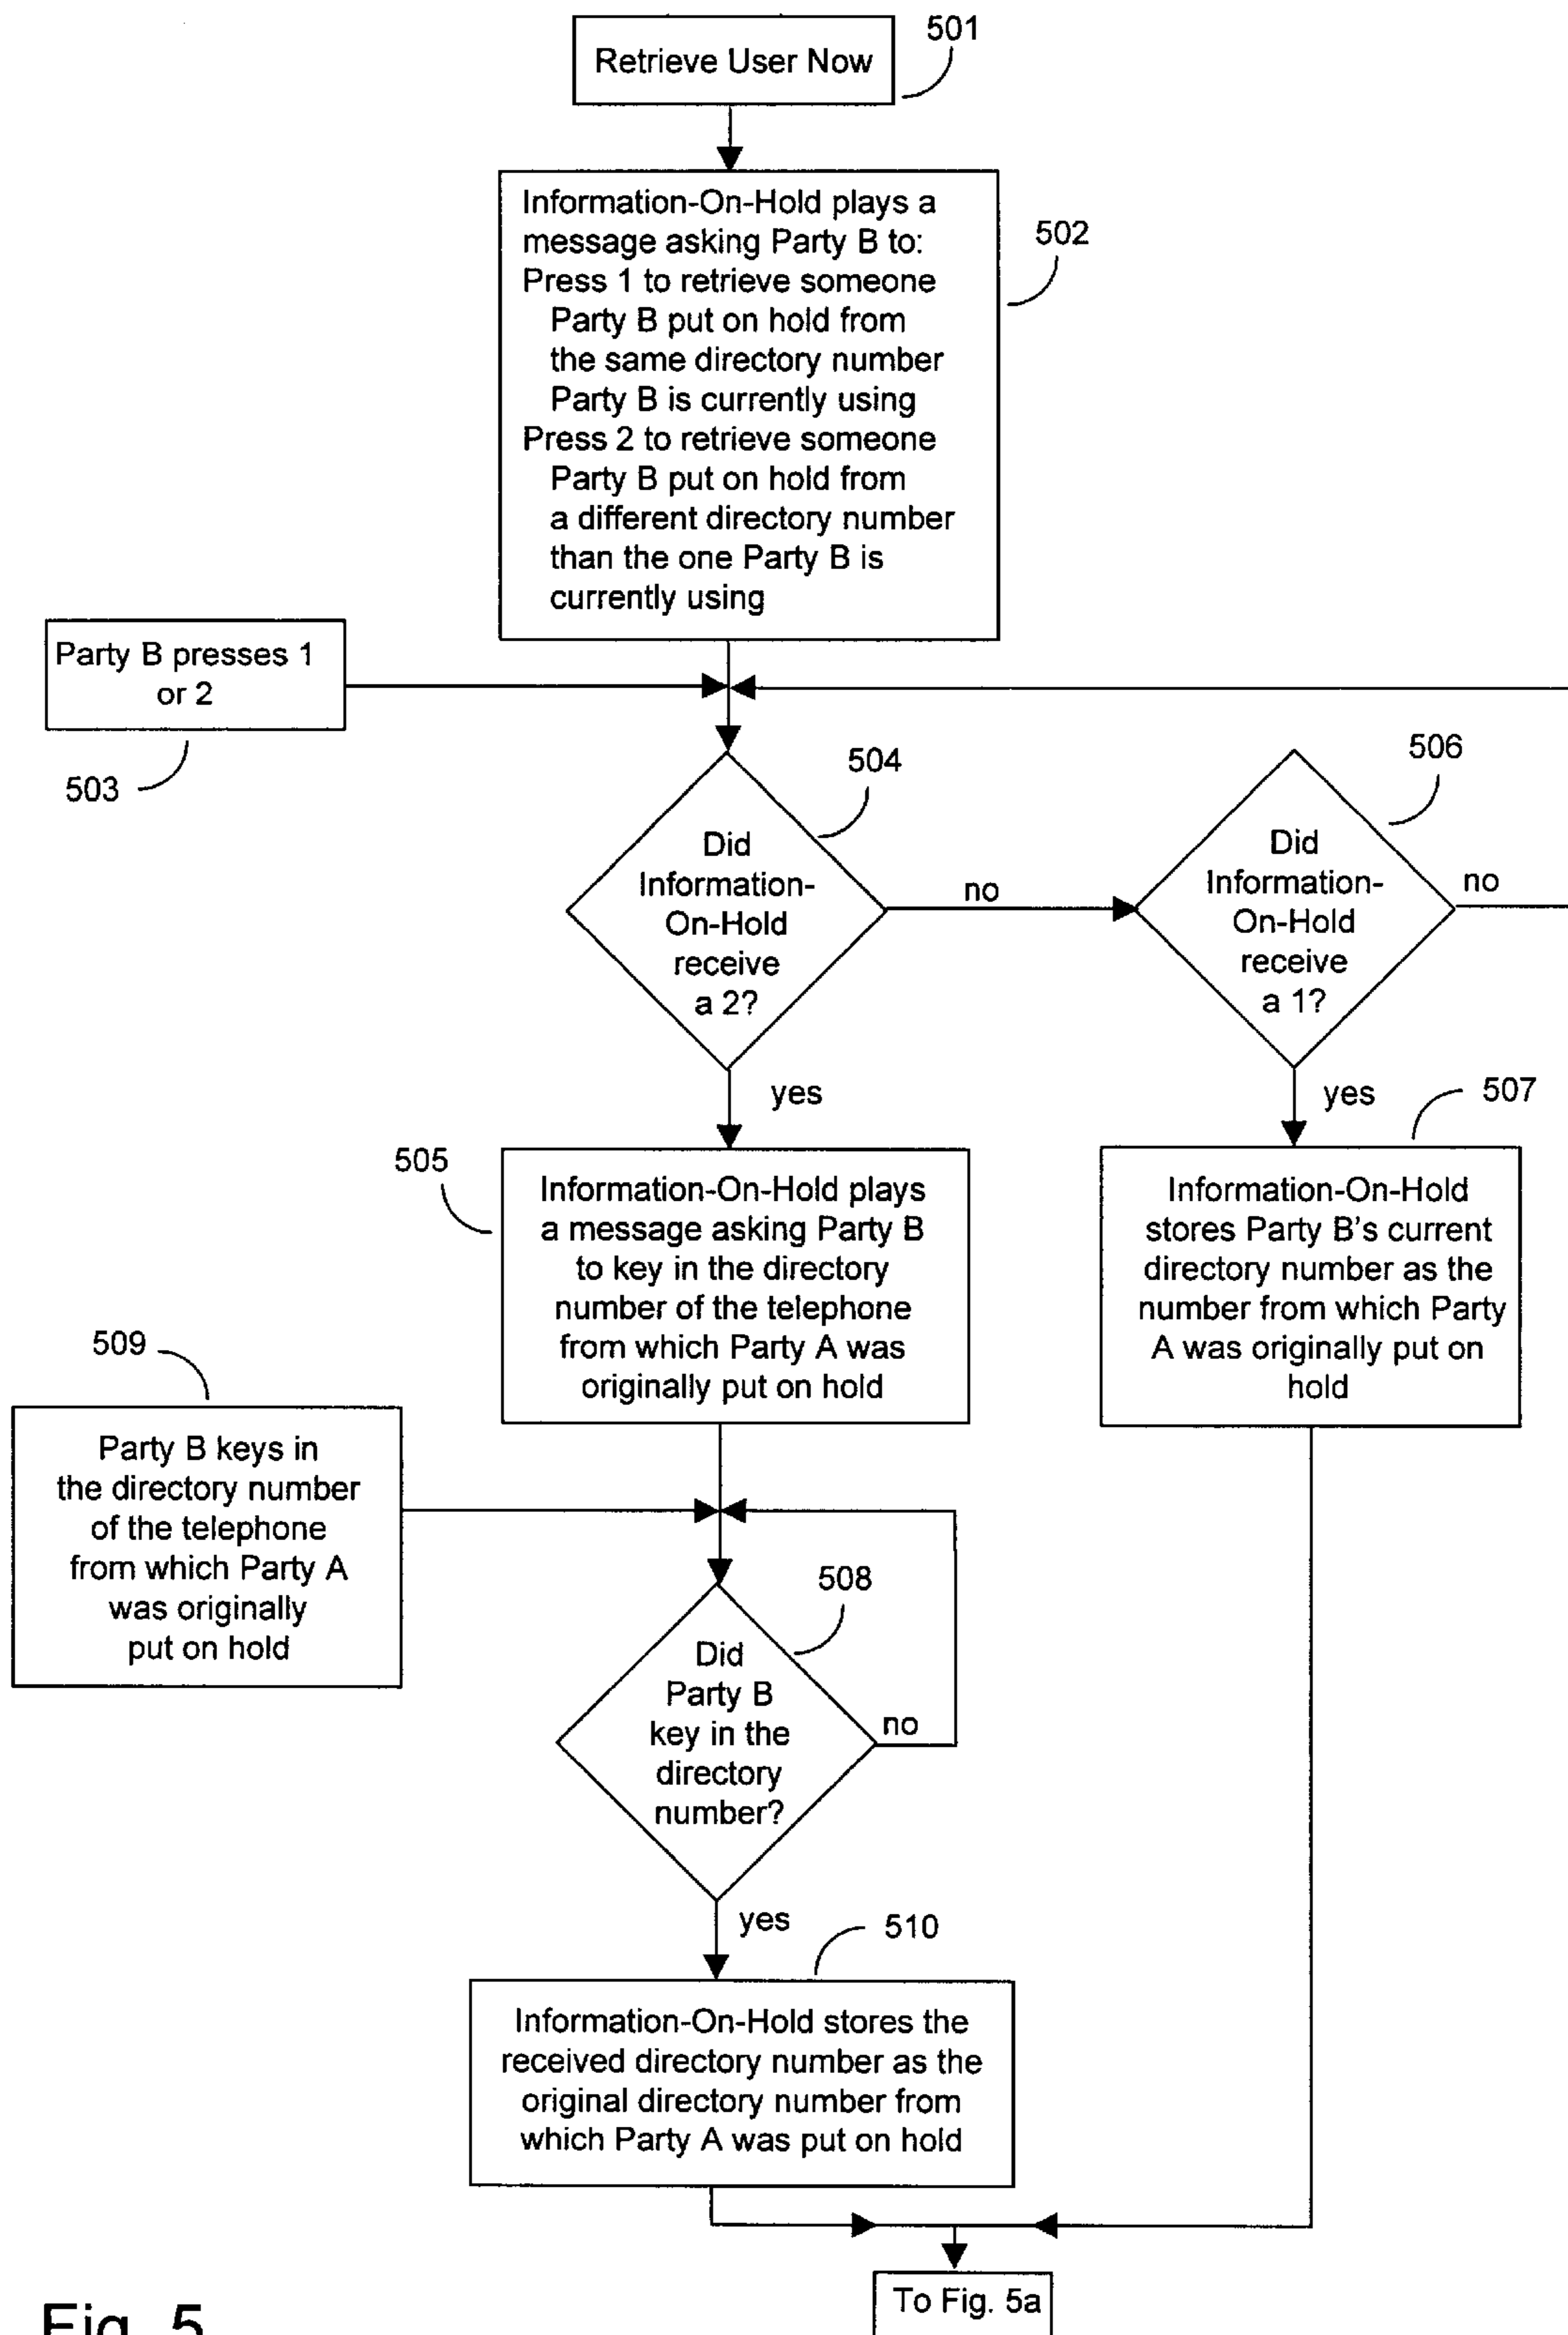 501
Retrieve User Now
Information-On-Hold plays a
message asking Party B to:
Press 1 to retrieve someone
Party B put on hold from
the same directory number
Party B is currently using
Press 2 to retrieve someone
Party B put on hold from
a different directory number
than the one Party B is
currently using
502
Party B presses 1
or 2
503
504
Did
Information-
On-Hold
receive
a 2?
no
yes
506
Did
Information-
On-Hold
receive
a 1?
no
yes
507
Information-On-Hold
stores Party B's current
directory number as the
number from which Party
A was originally put on
hold
505
Information-On-Hold plays
a message asking Party B
to key in the directory
number of the telephone
from which Party A was
originally put on hold
509
Party B keys in
the directory number
of the telephone
from which Party A
was originally
put on hold
508
Did
Party B
key in the
directory
number?
no
yes
510
Information-On-Hold stores the
received directory number as the
original directory number from
which Party A was put on hold
To Fig. 5a
Fig. 5